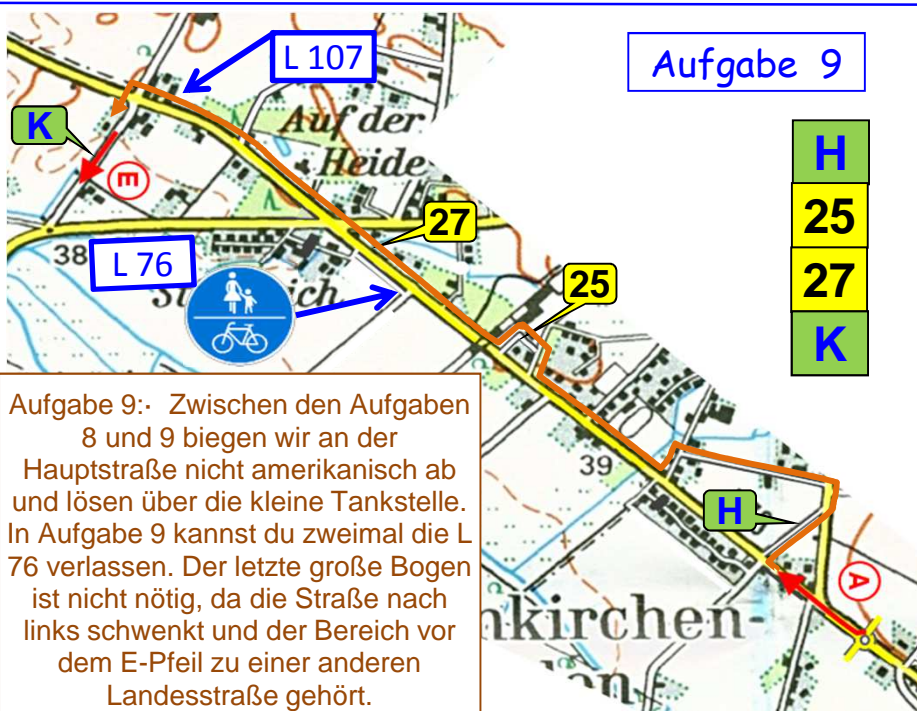 L 107
Aufgabe 9
K
E
Auf der
Heide
H
25
27
K
27
38
L 76
ich
25
Aufgabe 9:· Zwischen den Aufgaben
8 und 9 biegen wir an der
Hauptstraße nicht amerikanisch ab
und lösen über die kleine Tankstelle.
In Aufgabe 9 kannst du zweimal die L
76 verlassen. Der letzte große Bogen
ist nicht nötig, da die Straße nach
links schwenkt und der Bereich vor
dem E-Pfeil zu einer anderen
Landesstraße gehört.
39
H
A
nkirchen-